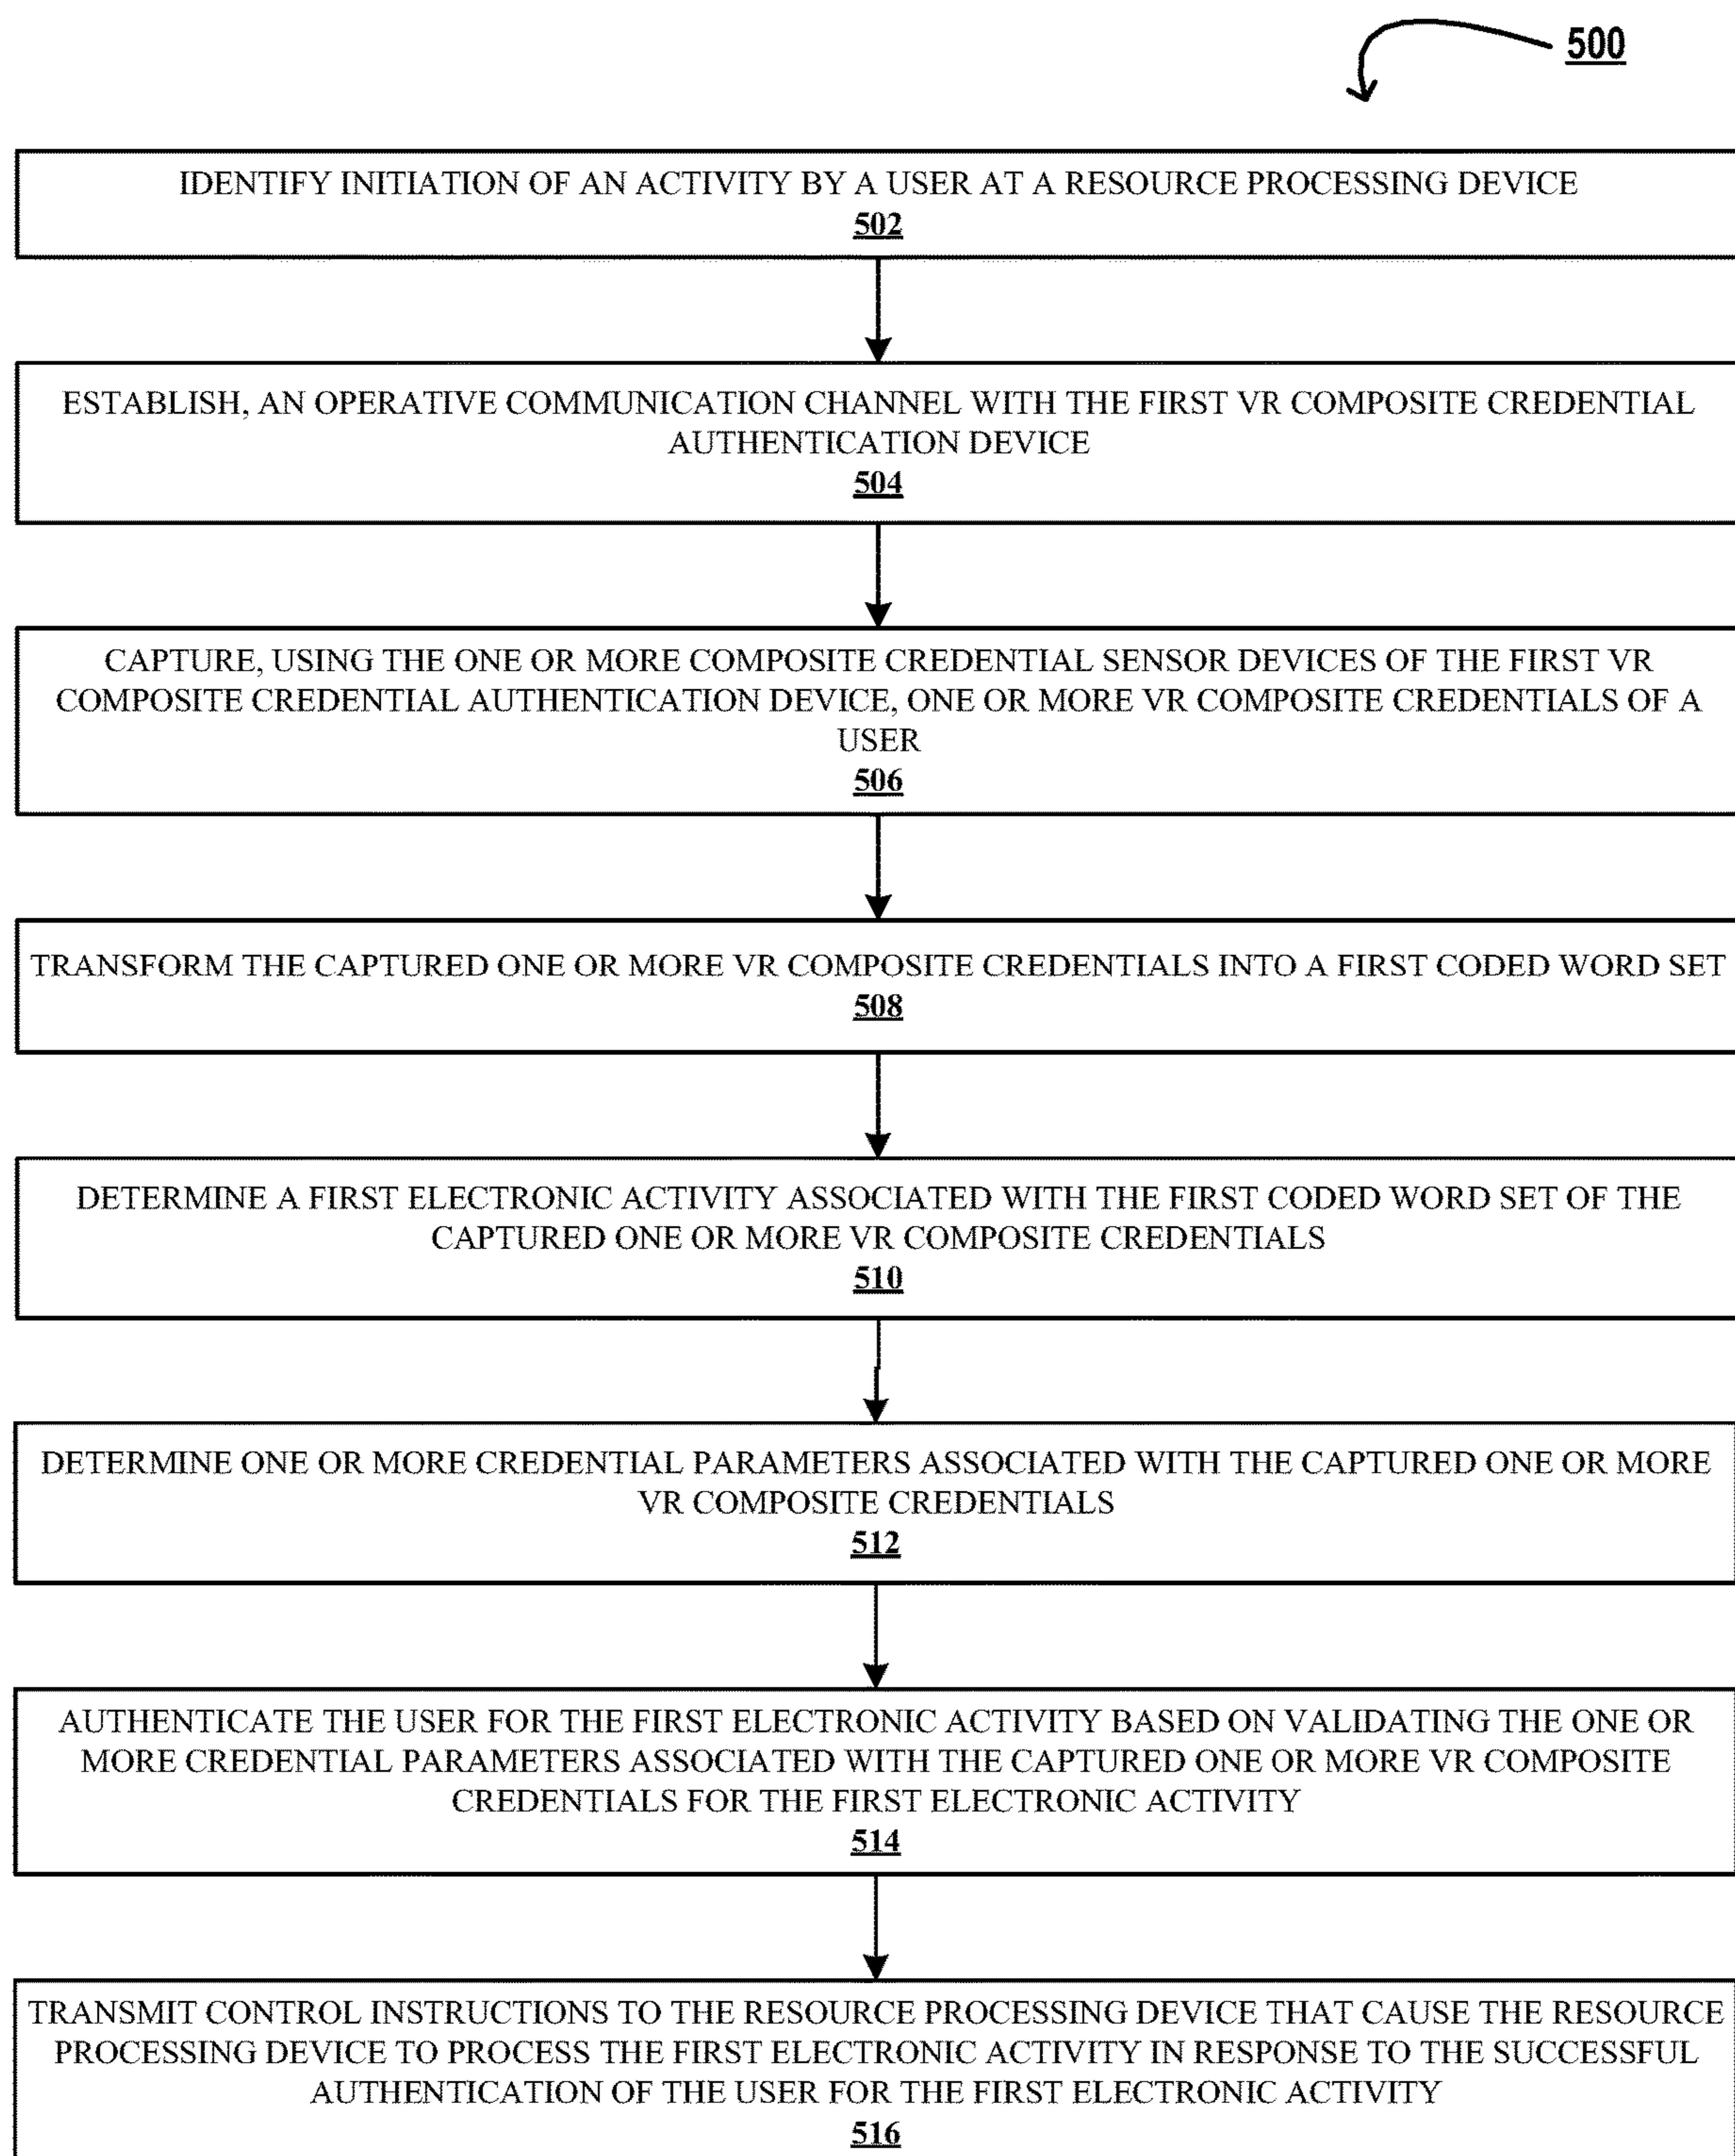 500
IDENTIFY INITIATION OF AN ACTIVITY BY A USER AT A RESOURCE PROCESSING DEVICE
502
ESTABLISH, AN OPERATIVE COMMUNICATION CHANNEL WITH THE FIRST VR COMPOSITE CREDENTIAL
AUTHENTICATION DEVICE
504
CAPTURE, USING THE ONE OR MORE COMPOSITE CREDENTIAL SENSOR DEVICES OF THE FIRST VR
COMPOSITE CREDENTIAL AUTHENTICATION DEVICE, ONE OR MORE VR COMPOSITE CREDENTIALS OF A
USER
506
TRANSFORM THE CAPTURED ONE OR MORE VR COMPOSITE CREDENTIALS INTO A FIRST CODED WORD SET
508
DETERMINE A FIRST ELECTRONIC ACTIVITY ASSOCIATED WITH THE FIRST CODED WORD SET OF THE
CAPTURED ONE OR MORE VR COMPOSITE CREDENTIALS
510
DETERMINE ONE OR MORE CREDENTIAL PARAMETERS ASSOCIATED WITH THE CAPTURED ONE OR MORE
VR COMPOSITE CREDENTIALS
512
AUTHENTICATE THE USER FOR THE FIRST ELECTRONIC ACTIVITY BASED ON VALIDATING THE ONE OR
MORE CREDENTIAL PARAMETERS ASSOCIATED WITH THE CAPTURED ONE OR MORE VR COMPOSITE
CREDENTIALS FOR THE FIRST ELECTRONIC ACTIVITY
514
TRANSMIT CONTROL INSTRUCTIONS TO THE RESOURCE PROCESSING DEVICE THAT CAUSE THE RESOURCE
PROCESSING DEVICE TO PROCESS THE FIRST ELECTRONIC ACTIVITY IN RESPONSE TO THE SUCCESSFUL
AUTHENTICATION OF THE USER FOR THE FIRST ELECTRONIC ACTIVITY
516